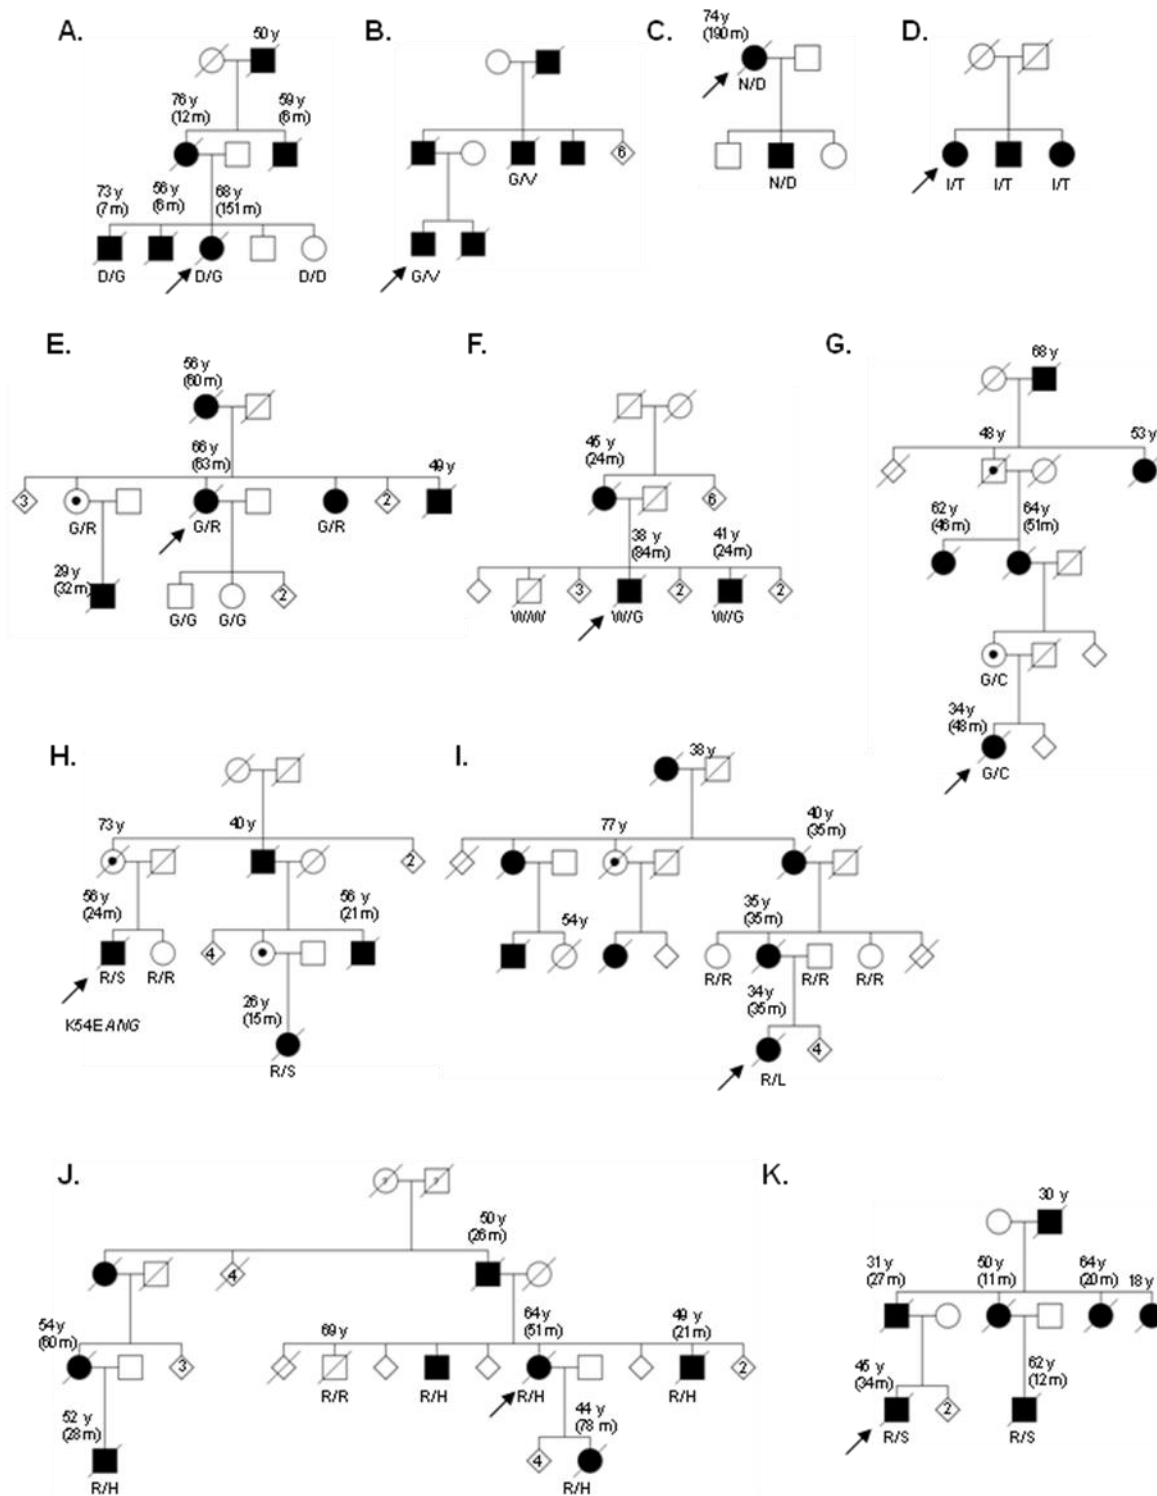 A.
50 y
76 y
(12 m)
59 y
(6 m)
73 y
(7 m)
56 y
(6 m)
68 y
(151 m)
D/G
D/G
D/D
B.
6
G/V
G/V
C.
74 y
(190 m)
N/D
N/D
D.
I/T
I/T
I/T
E.
56 y
(60 m)
66 y
(63 m)
49 y
3
2
G/R
G/R
G/R
29 y
(32 m)
2
G/G
G/G
F.
45 y
(24 m)
6
38 y
(84 m)
41 y
(24 m)
3
2
2
W/W
W/G
W/G
G.
68 y
48 y
53 y
62 y
(46 m)
64 y
(51 m)
G/C
34 y
(48 m)
G/C
H.
73 y
40 y
2
56 y
(24 m)
56 y
(21 m)
4
R/S
R/R
K54E ANG
26 y
(15 m)
R/S
I.
38 y
77 y
40 y
(35 m)
54 y
35 y
(35 m)
R/R
R/R
R/R
34 y
(35 m)
4
R/L
J.
?
?
50 y
(26 m)
4
54 y
(60 m)
3
69 y
64 y
(51 m)
49 y
(21 m)
2
R/R
R/H
R/H
R/H
52 y
(28 m)
44 y
(78 m)
4
R/H
R/H
K.
30 y
31 y
(27 m)
50 y
(11 m)
64 y
(20 m)
18 y
45 y
(34 m)
62 y
(12 m)
2
R/S
R/S